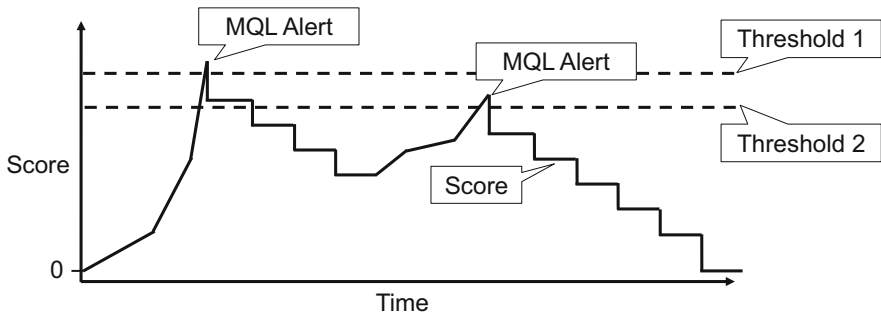 MQL Alert
Threshold 1
MQL Alert
Threshold 2
Score
Score
0
Time